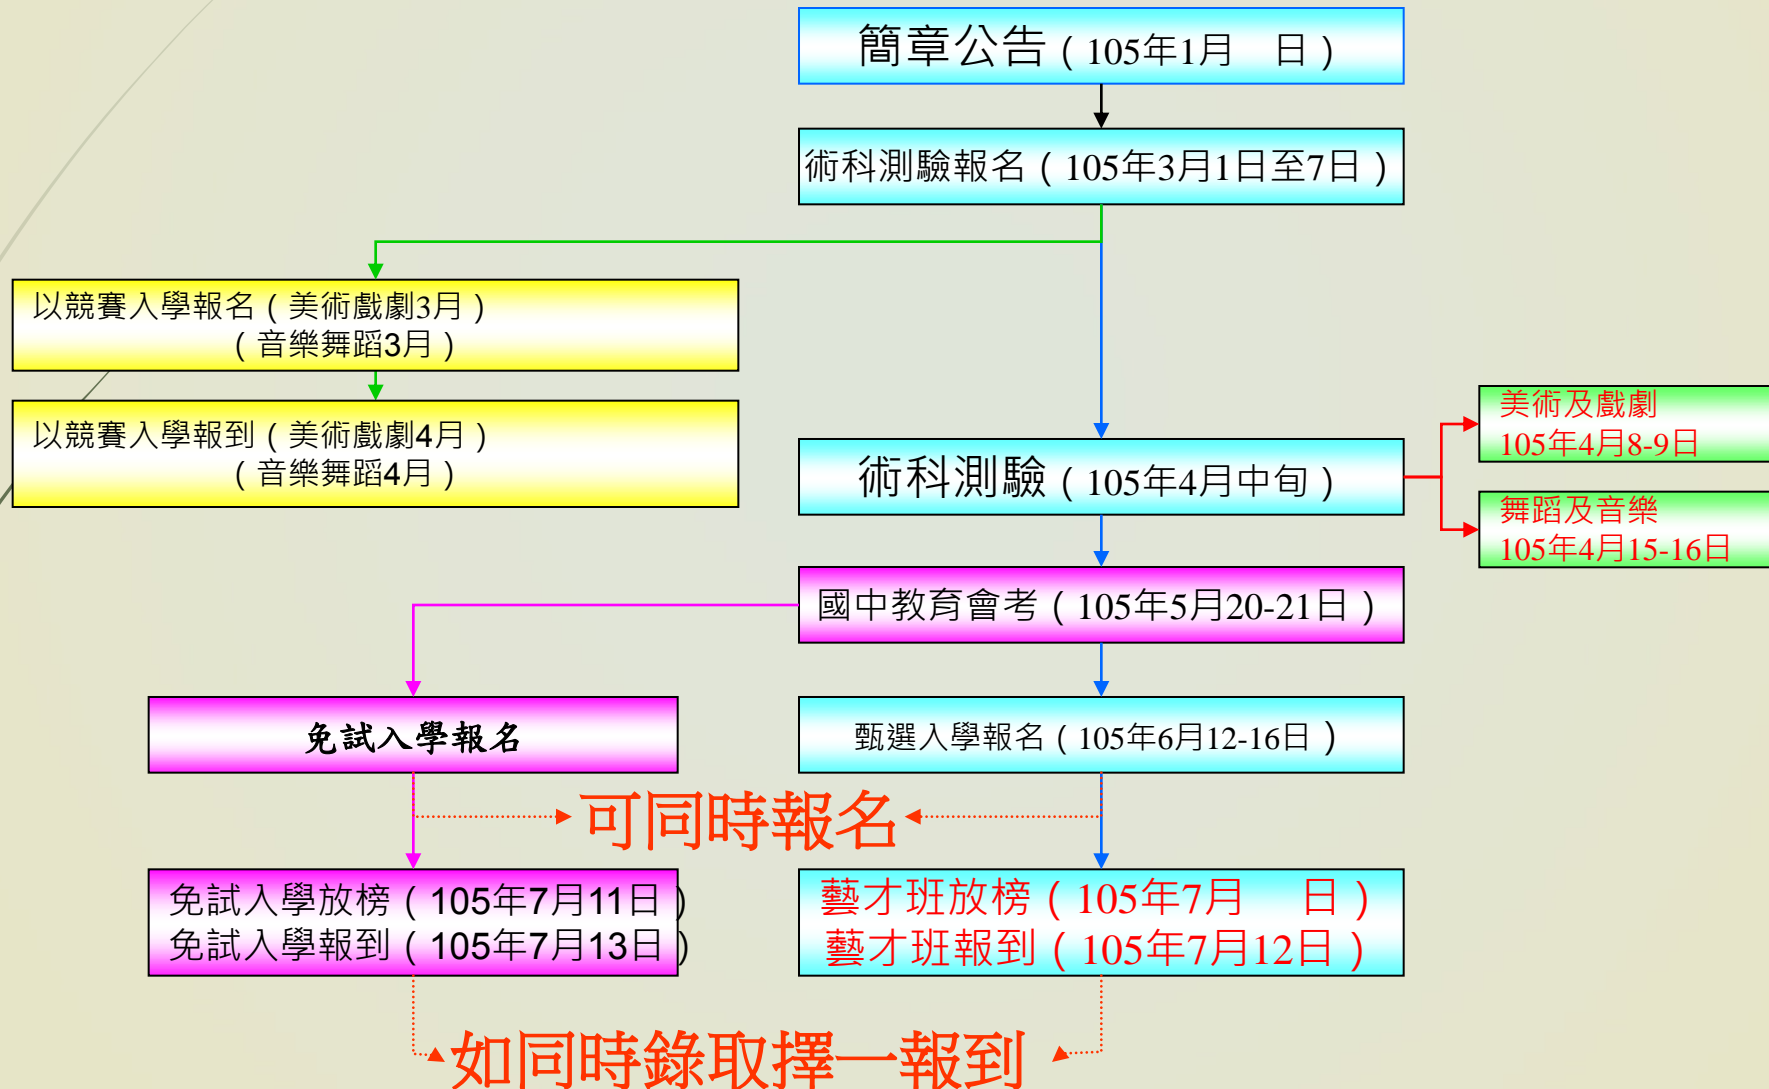 簡章公告（105年1月　日）
術科測驗報名（105年3月1日至7日）
以競賽入學報名（美術戲劇3月）
（音樂舞蹈3月）
以競賽入學報到（美術戲劇4月）
（音樂舞蹈4月）
術科測驗（105年4月中旬）
美術及戲劇
105年4月8-9日
舞蹈及音樂
105年4月15-16日
國中教育會考（105年5月20-21日）
免試入學報名
甄選入學報名（105年6月12-16日）
可同時報名
免試入學放榜（105年7月11日）
免試入學報到（105年7月13日）
藝才班放榜（105年7月　日）
藝才班報到（105年7月12日）
如同時錄取擇一報到